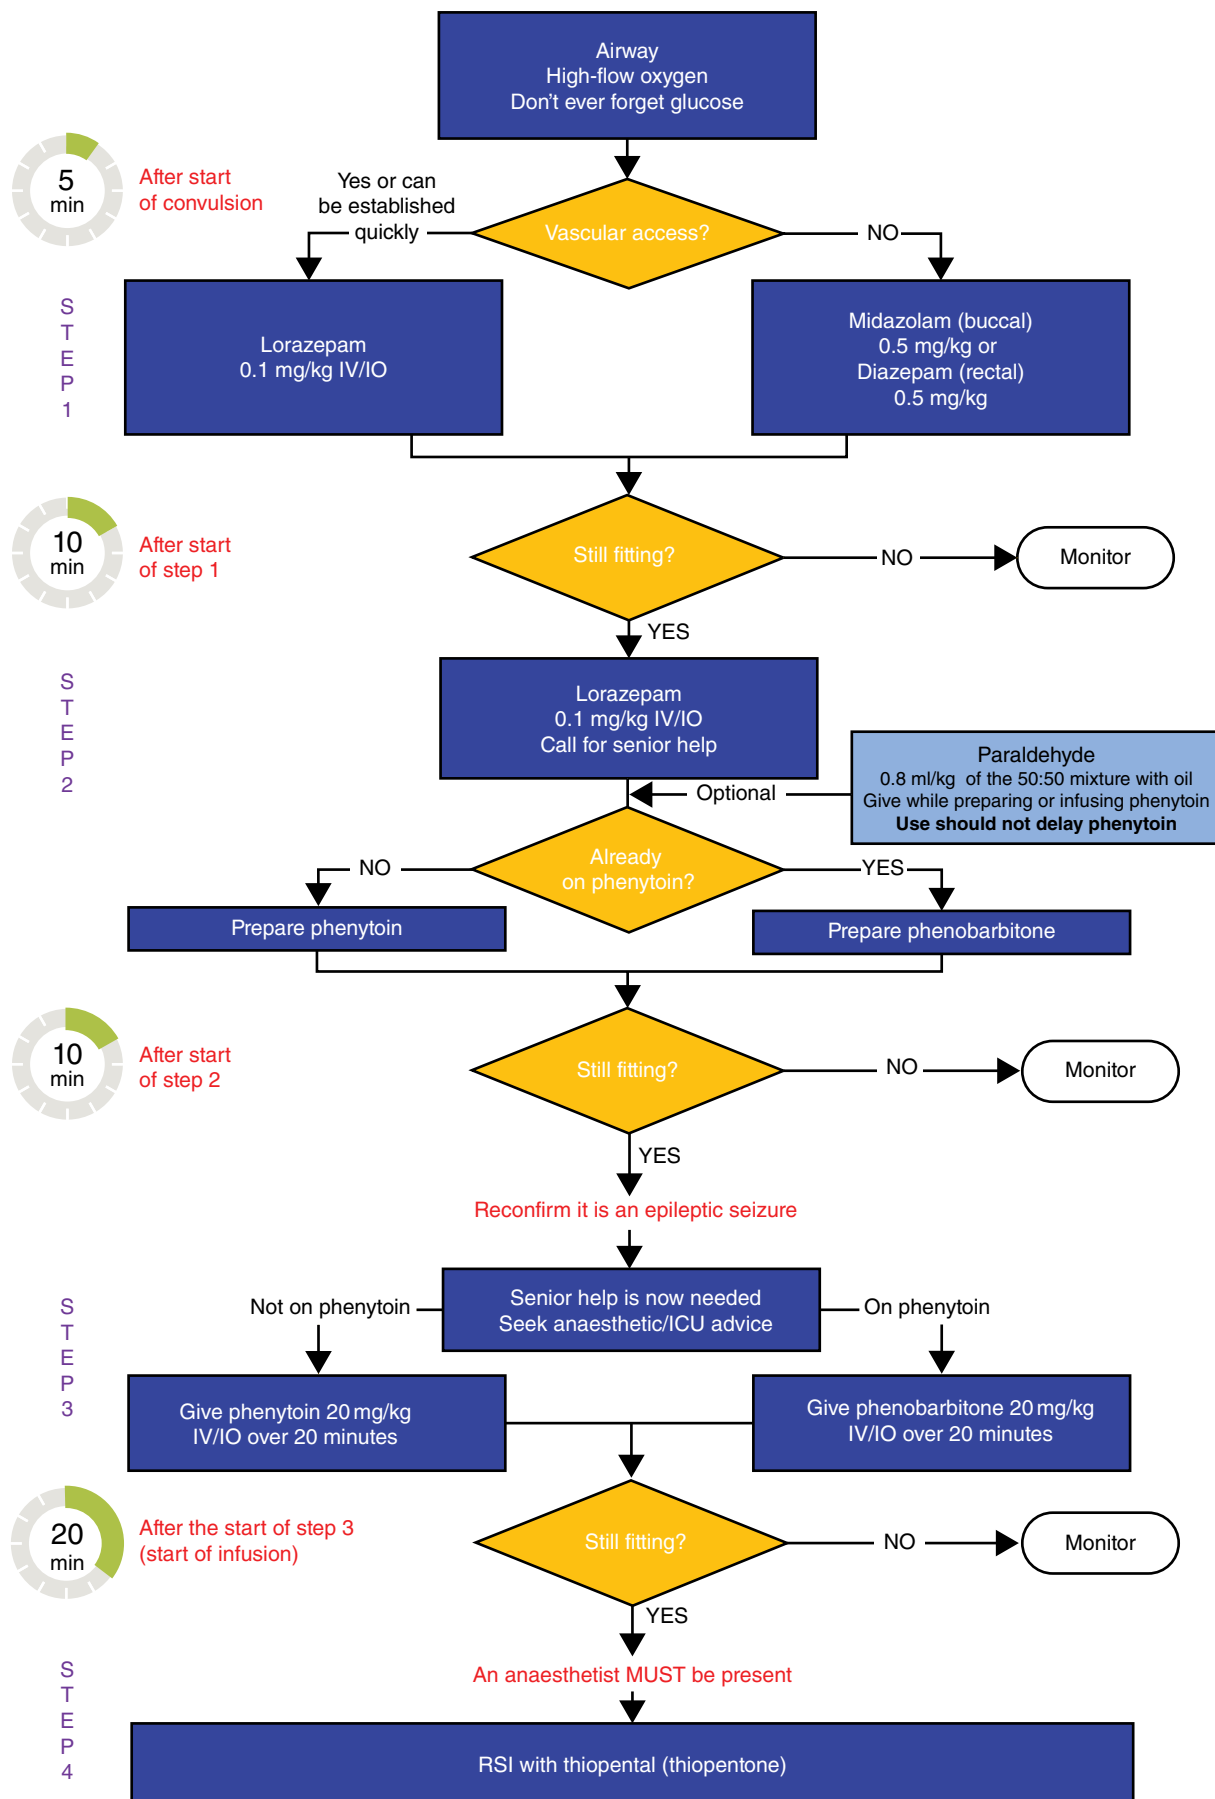 Airway
High-flow oxygen
Don't ever forget glucose
5
min
After start
of convulsion
Yes or can
be established
quickly
Vascular access?
NO
S
T
E
P
1
Lorazepam
0.1 mg/kg IV/IO
Midazolam (buccal)
0.5 mg/kg or
Diazepam (rectal)
0.5 mg/kg
10
min
After start
of step 1
Still fitting?
NO
Monitor
YES
S
T
E
P
2
Lorazepam
0.1 mg/kg IV/IO
Call for senior help
Optional
Paraldehyde
0.8 ml/kg of the 50:50 mixture with oil
Give while preparing or infusing phenytoin
Use should not delay phenytoin
Already
on phenytoin?
NO
YES
Prepare phenytoin
Prepare phenobarbitone
10
min
After start
of step 2
Still fitting?
NO
Monitor
YES
Reconfirm it is an epileptic seizure
S
T
E
P
3
Not on phenytoin
Senior help is now needed
Seek anaesthetic/ICU advice
On phenytoin
Give phenytoin 20 mg/kg
IV/IO over 20 minutes
Give phenobarbitone 20 mg/kg
IV/IO over 20 minutes
20
min
After the start of step 3
(start of infusion)
Still fitting?
NO
Monitor
YES
An anaesthetist MUST be present
S
T
E
P
4
RSI with thiopental (thiopentone)